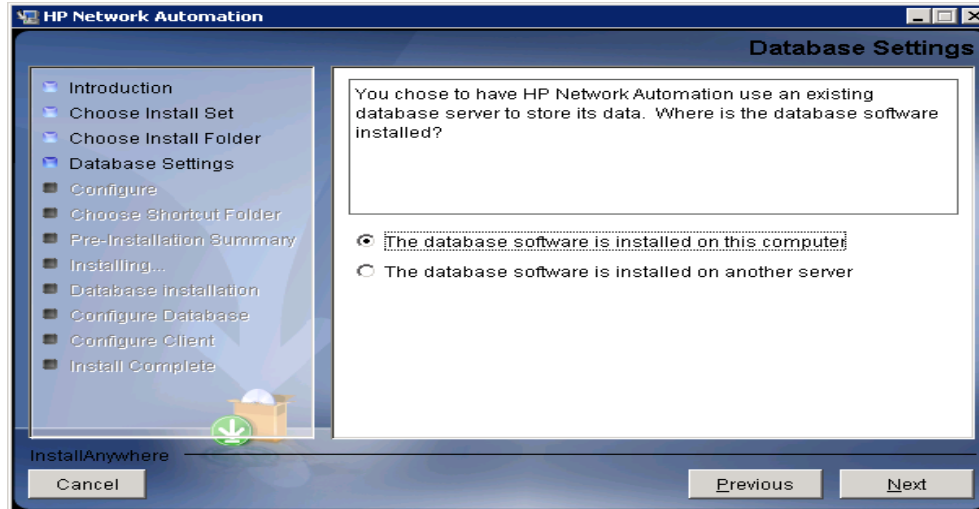 HP Network Automation
Database Settings
Introduction
Choose Install Set
Choose Install Folder
Database Settings
Configure
Choose Shortcut Folder
Pre-Installation Summary
Installing...
Database installation
Configure Database
Configure Client
Install Complete
You chose to have HP Network Automation use an existing
database server to store its data. Where is the database software
installed?
The database software is installed on this computer
The database software is installed on another server
InstallAnywhere
Cancel
Previous
Next